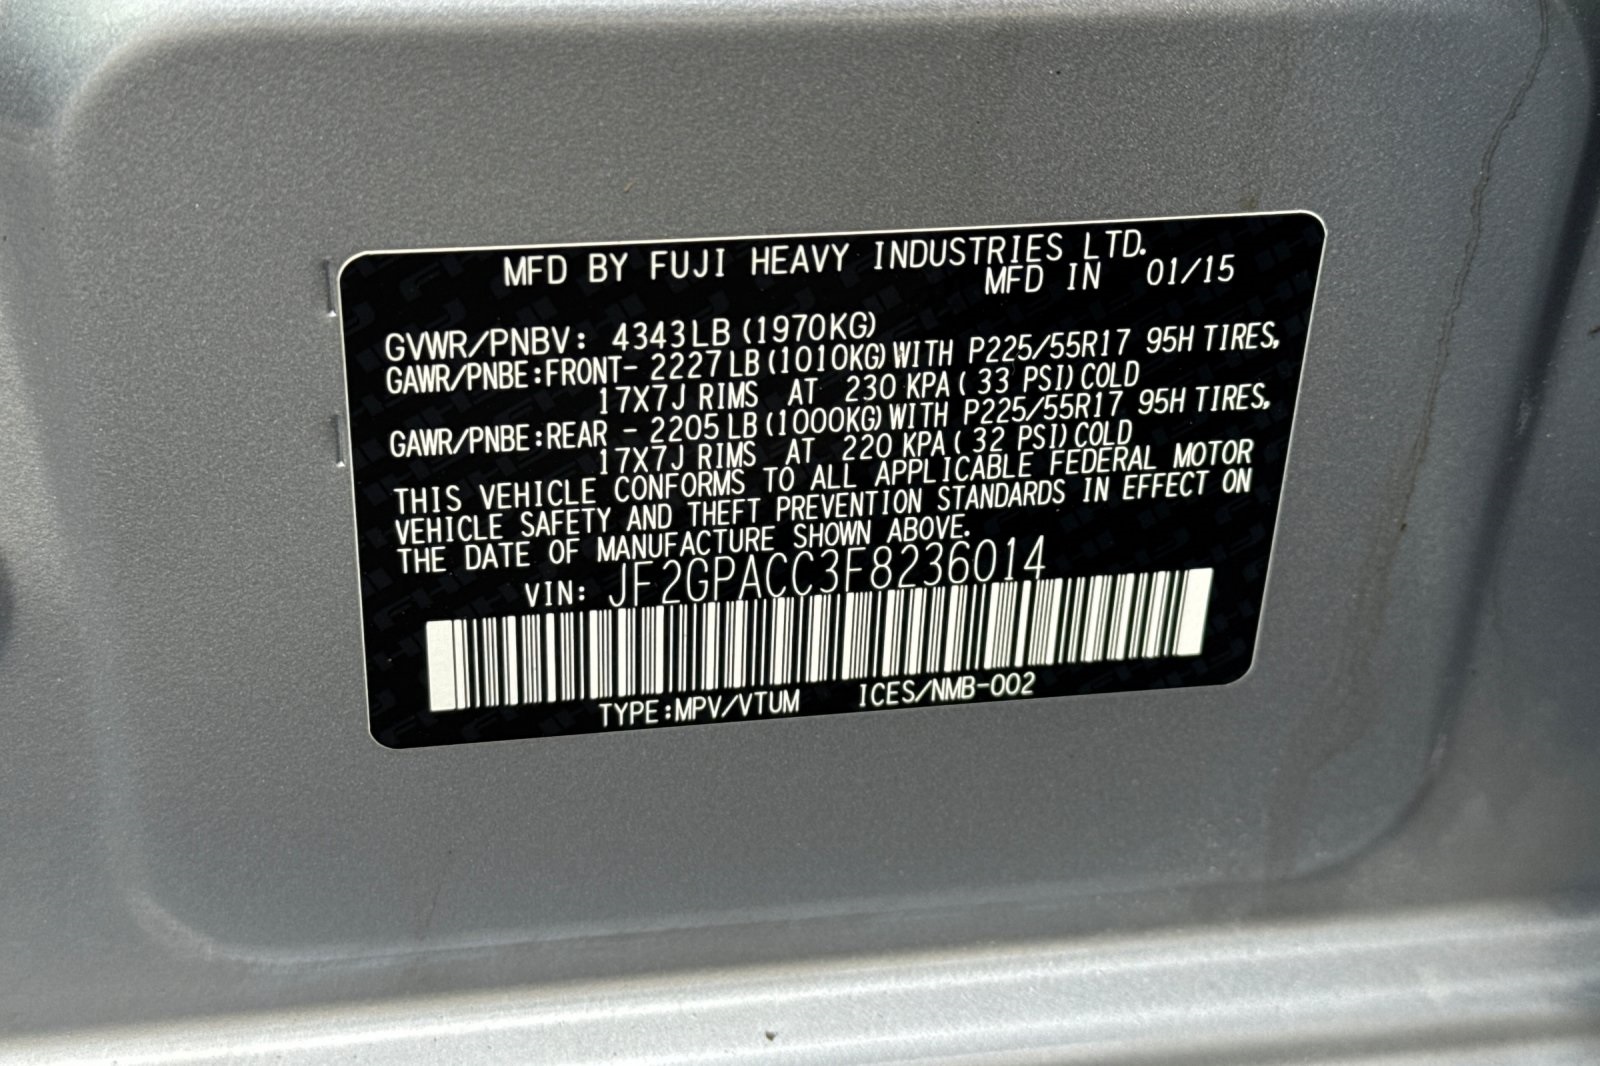 MFD BY FUJI HEAVY INDUSTRIES LTD.
MFD IN 01/15
GVWR/PNBV: 4343LB(1970KG)
GAWR/PNBE:FRONT- 2227LB(1010KG)WITH P225/55R17 95H TIRES,
17X7J RIMS AT 230 KPA( 33 PSI)COLD
GAWR/PNBE:REAR - 2205LB(1000KG)WITH P225/55R17 95H TIRES,
17X7J RIMS AT 220 KPA( 32 PSI)COLD
THIS VEHICLE CONFORMS TO ALL APPLICABLE FEDERAL MOTOR
VEHICLE SAFETY AND THEFT PREVENTION STANDARDS IN EFFECT ON
THE DATE OF MANUFACTURE SHOWN ABOVE.
VIN: JF2GPACC3F8236014
TYPE:MPV/VTUM ICES/NMB-002